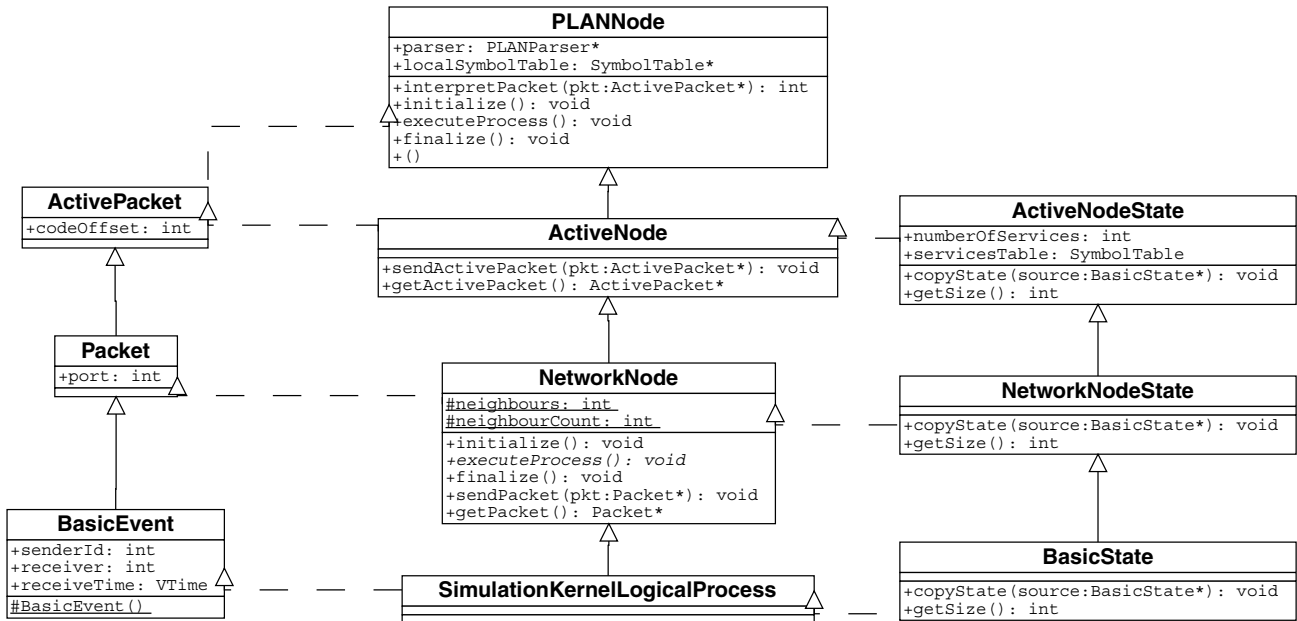 PLANNode
+parser: PLANParser*
+localSymbolTable: SymbolTable*
+interpretPacket(pkt:ActivePacket*): int
+initialize(): void
+executeProcess(): void
+finalize(): void
+()
ActivePacket
+codeOffset: int
ActiveNode
+sendActivePacket(pkt:ActivePacket*): void
+getActivePacket(): ActivePacket*
ActiveNodeState
+numberOfServices: int
+servicesTable: SymbolTable
+copyState(source:BasicState*): void
+getSize(): int
Packet
+port: int
NetworkNode
#neighbours: int
#neighbourCount: int
+initialize(): void
+executeProcess(): void
+finalize(): void
+sendPacket(pkt:Packet*): void
+getPacket(): Packet*
NetworkNodeState
+copyState(source:BasicState*): void
+getSize(): int
BasicEvent
+senderId: int
+receiver: int
+receiveTime: VTime
#BasicEvent()
SimulationKernelLogicalProcess
BasicState
+copyState(source:BasicState*): void
+getSize(): int